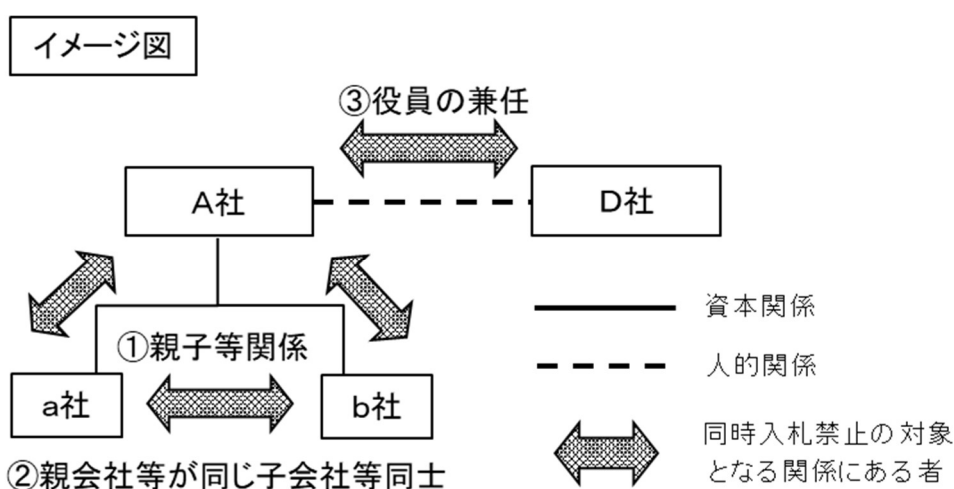 イメージ図
③役員の兼任
A社
D社
①親子等関係
a社
b社
②親会社等が同じ子会社等同士
資本関係
人的関係
同時入札禁止の対象
となる関係にある者